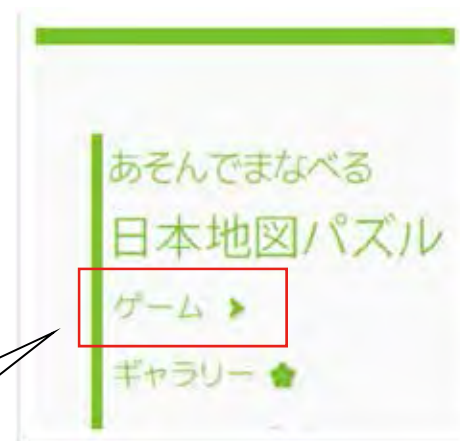 あそんでまなべる
日本地図パズル
ゲーム
ギャラリー